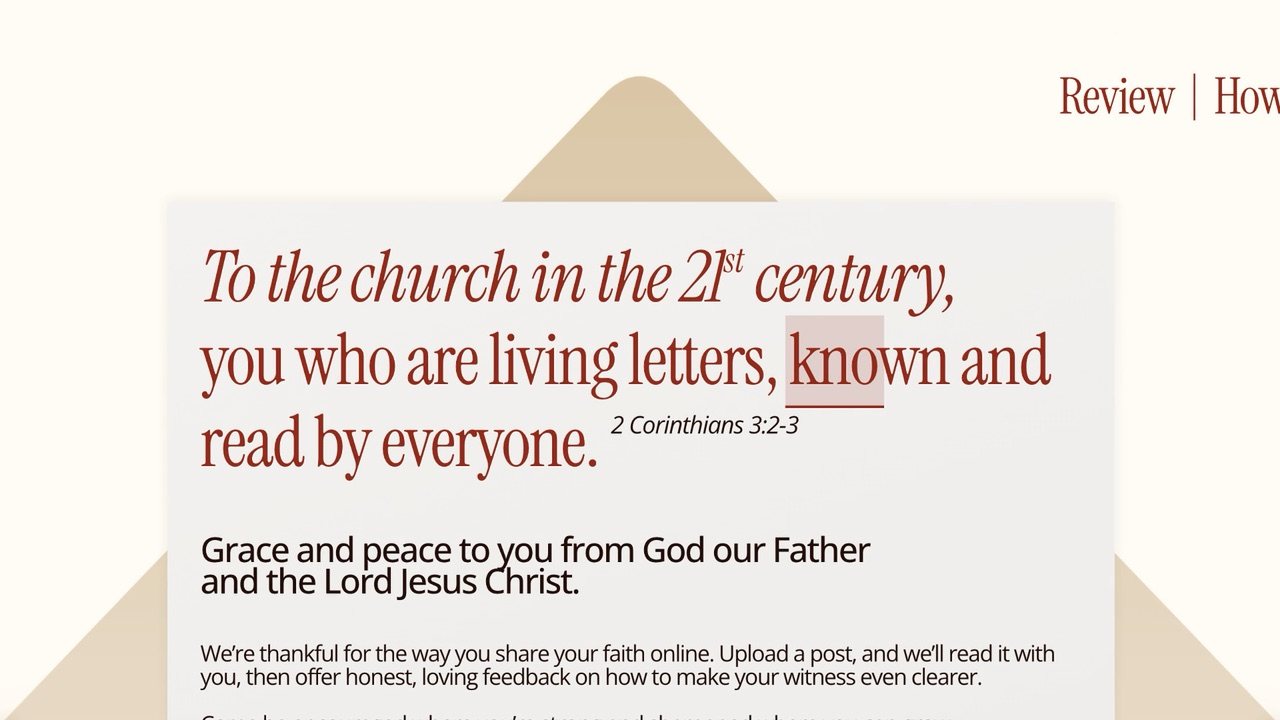 Review | How
To the church in the 21st century,
you who are living letters, known and
read by everyone. 2 Corinthians 3:2-3
Grace and peace to you from God our Father
and the Lord Jesus Christ.
We're thankful for the way you share your faith online. Upload a post, and we'll read it with
you, then offer honest, loving feedback on how to make your witness even clearer.